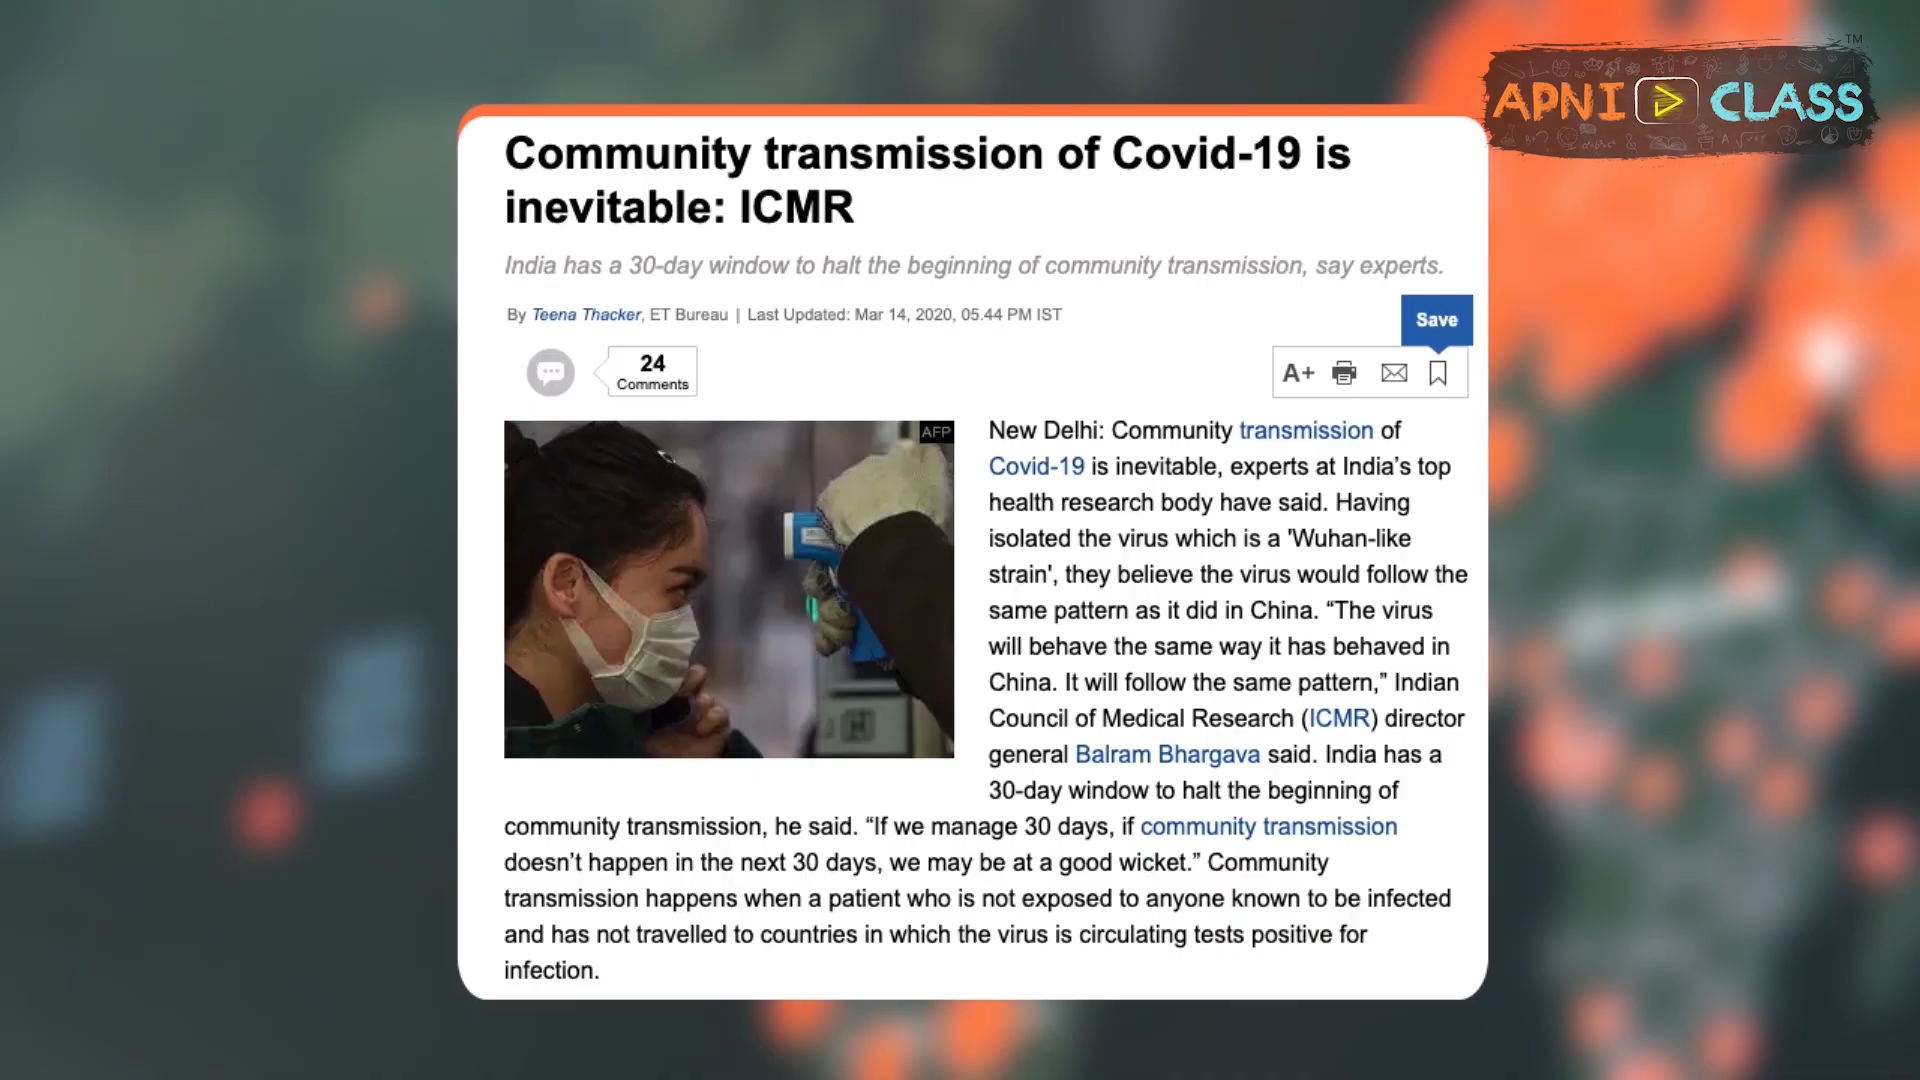 APNI CLASS TM
Community transmission of Covid-19 is
inevitable: ICMR
India has a 30-day window to halt the beginning of community transmission, say experts.
By Teena Thacker, ET Bureau | Last Updated: Mar 14, 2020, 05.44 PM IST
Save
24
Comments
A+
AFP
New Delhi: Community transmission of
Covid-19 is inevitable, experts at India’s top
health research body have said. Having
isolated the virus which is a 'Wuhan-like
strain', they believe the virus would follow the
same pattern as it did in China. “The virus
will behave the same way it has behaved in
China. It will follow the same pattern,” Indian
Council of Medical Research (ICMR) director
general Balram Bhargava said. India has a
30-day window to halt the beginning of
community transmission, he said. “If we manage 30 days, if community transmission
doesn’t happen in the next 30 days, we may be at a good wicket.” Community
transmission happens when a patient who is not exposed to anyone known to be infected
and has not travelled to countries in which the virus is circulating tests positive for
infection.